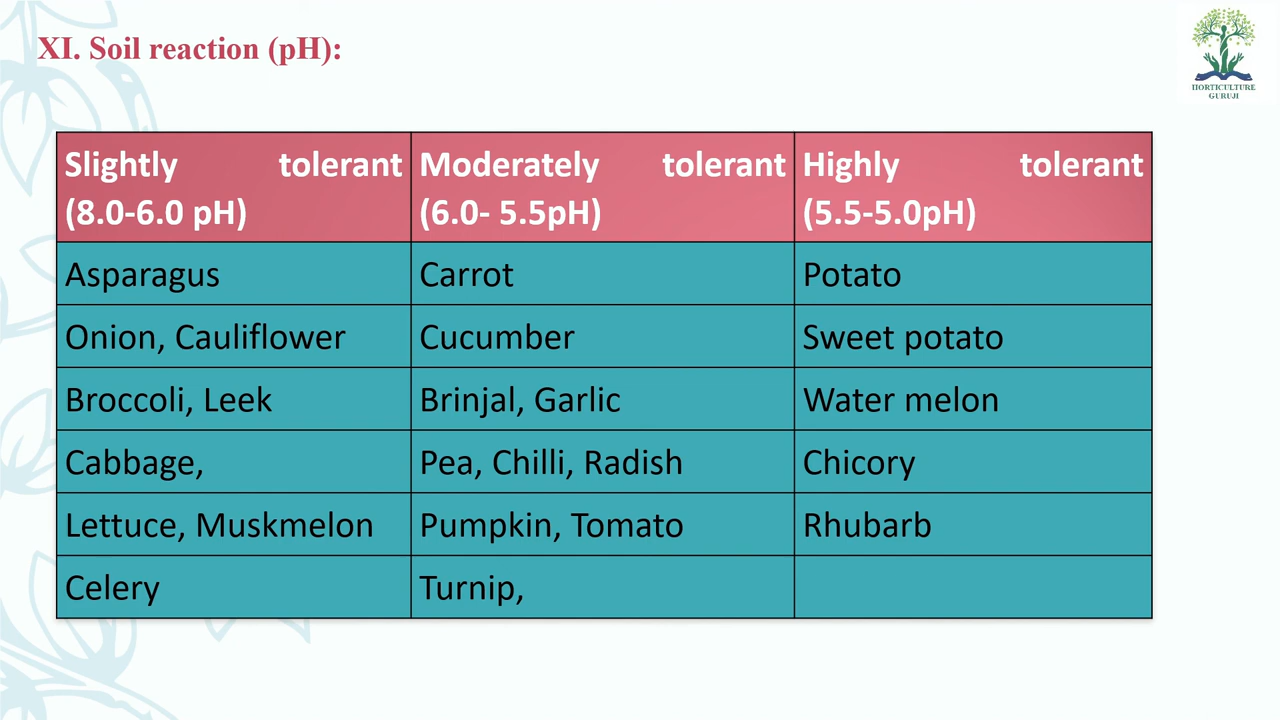 XI. Soil reaction (pH):
HORTICULTURE
GURUJI
Slightly tolerant Moderately tolerant Highly tolerant
(8.0-6.0 pH) (6.0- 5.5pH) (5.5-5.0pH)
Asparagus Carrot Potato
Onion, Cauliflower Cucumber Sweet potato
Broccoli, Leek Brinjal, Garlic Water melon
Cabbage, Pea, Chilli, Radish Chicory
Lettuce, Muskmelon Pumpkin, Tomato Rhubarb
Celery Turnip,